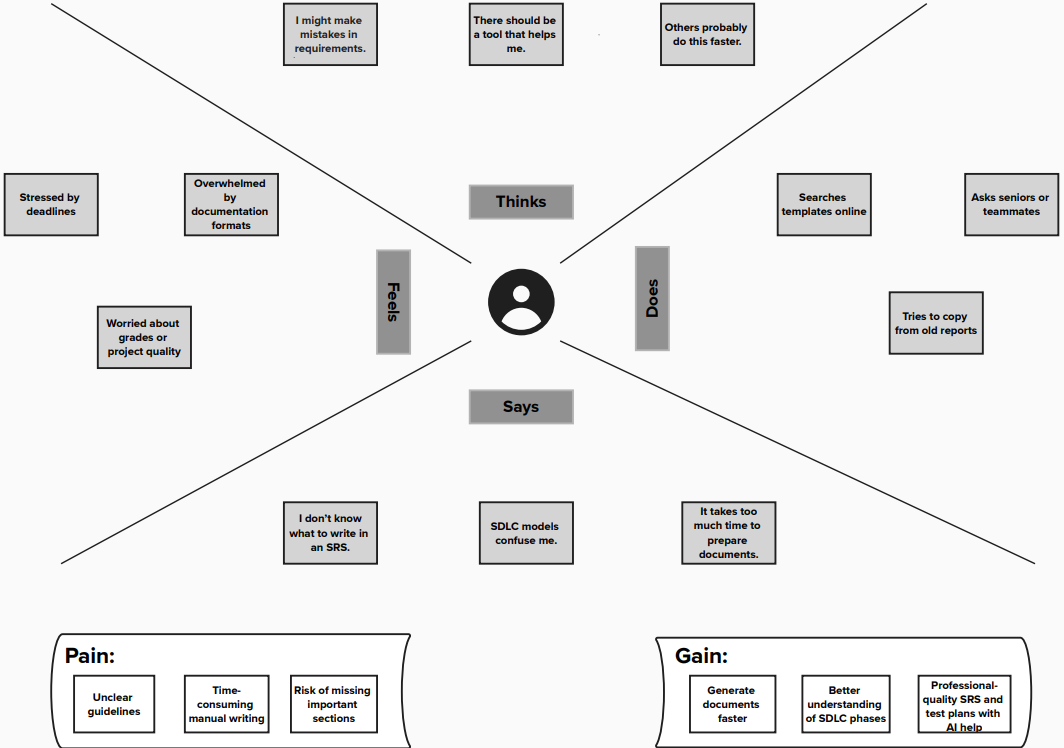 I might make
mistakes in
requirements.
There should be
a tool that helps
me.
Others probably
do this faster.
Stressed by
deadlines
Overwhelmed
by
documentation
formats
Thinks
Searches
templates online
Asks seniors or
teammates
Feels
Does
Worried about
grades or
project quality
Tries to copy
from old reports
Says
I don't know
what to write in
an SRS.
SDLC models
confuse me.
It takes too
much time to
prepare
documents.
Pain:
Unclear
guidelines
Time-
consuming
manual writing
Risk of missing
important
sections
Gain:
Generate
documents
faster
Better
understanding
of SDLC phases
Professional-
quality SRS and
test plans with
AI help